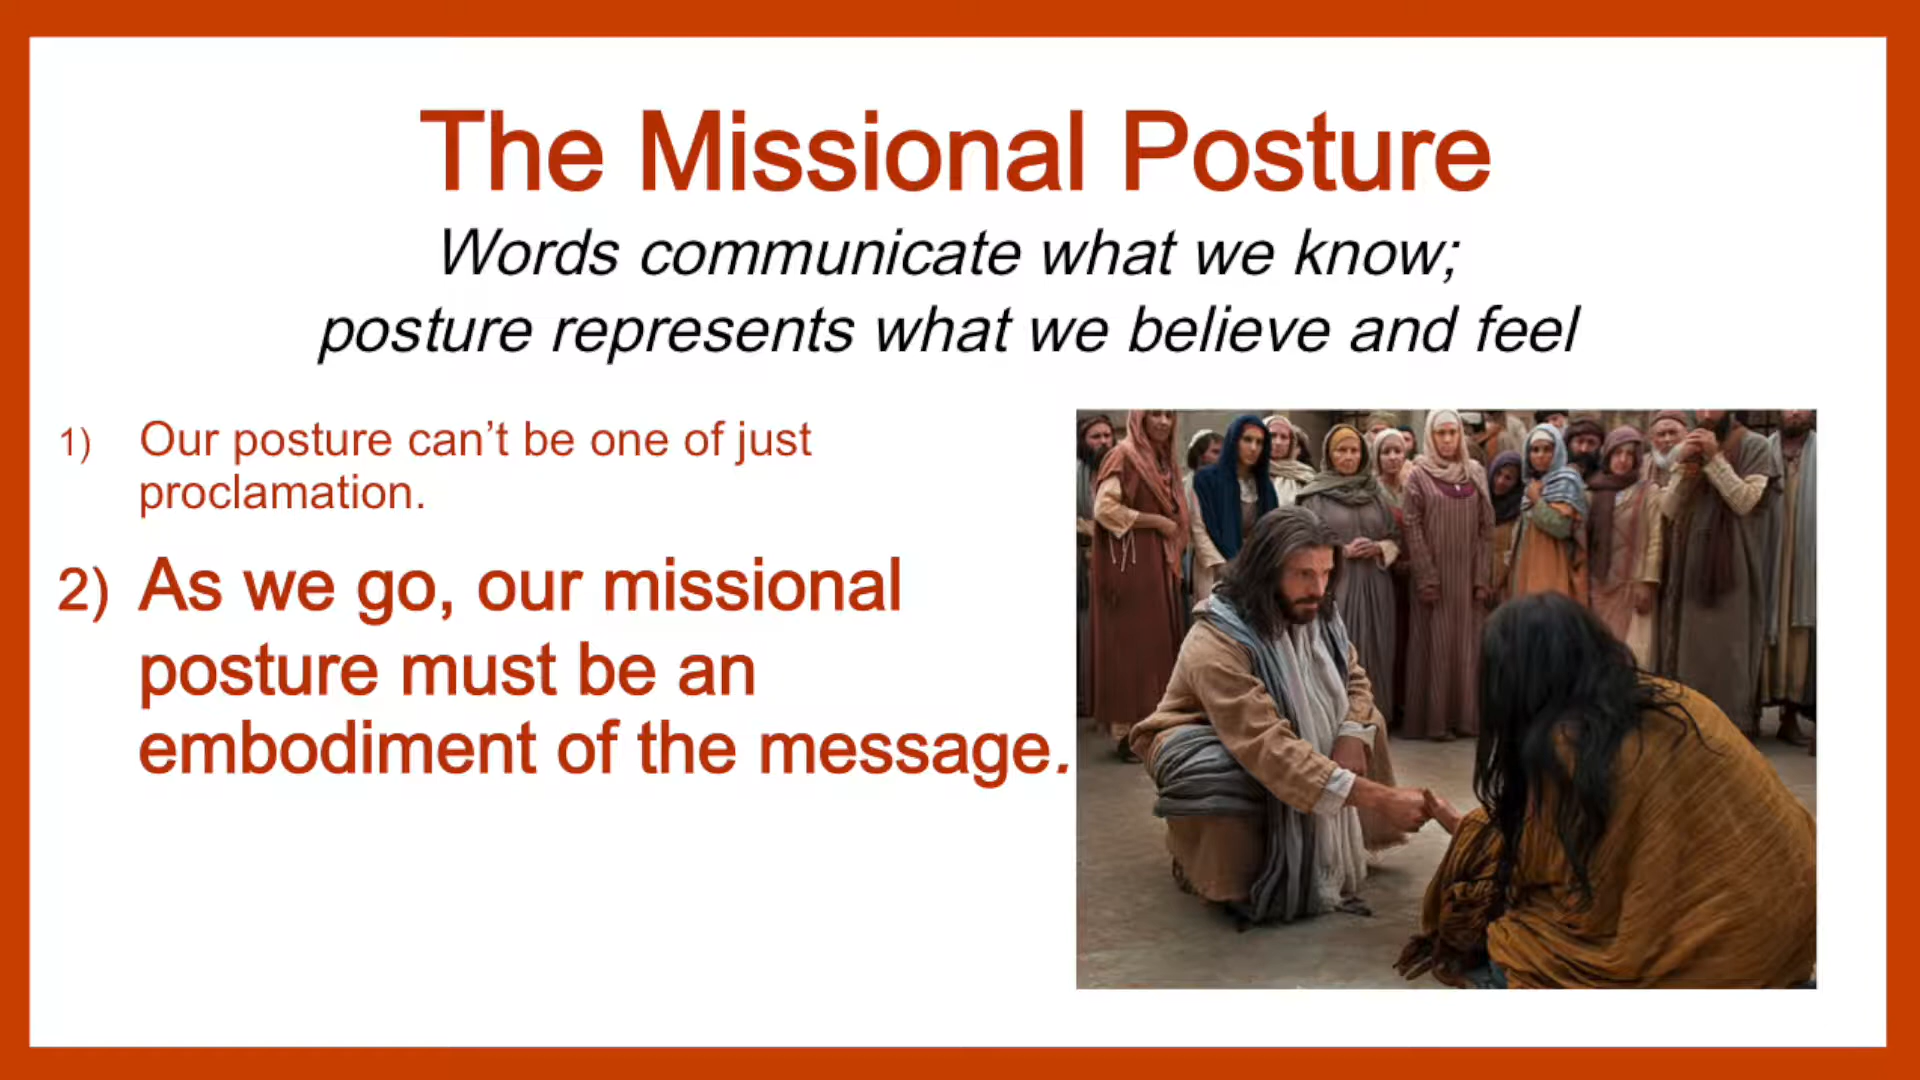 The Missional Posture
Words communicate what we know;
posture represents what we believe and feel
1) Our posture can’t be one of just
proclamation.
2) As we go, our missional
posture must be an
embodiment of the message.